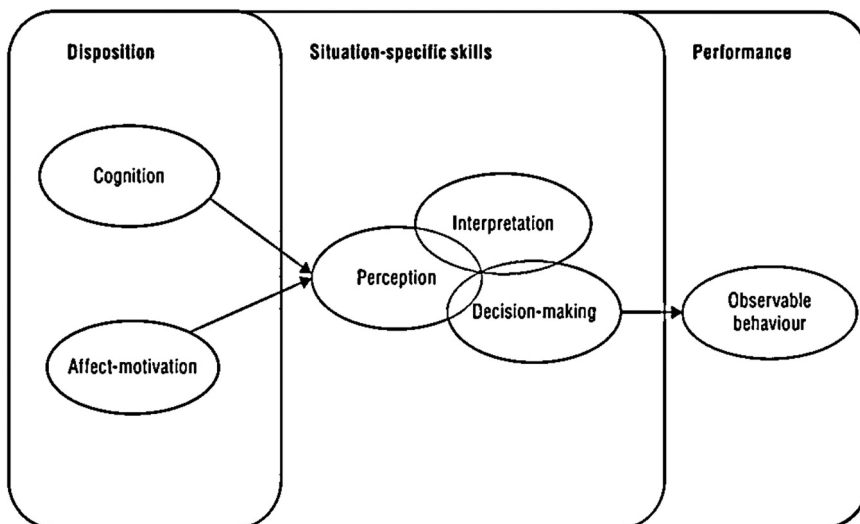 Disposition
Situation-specific skills
Performance
Cognition
Interpretation
Perception
Decision-making
Observable
behaviour
Affect-motivation